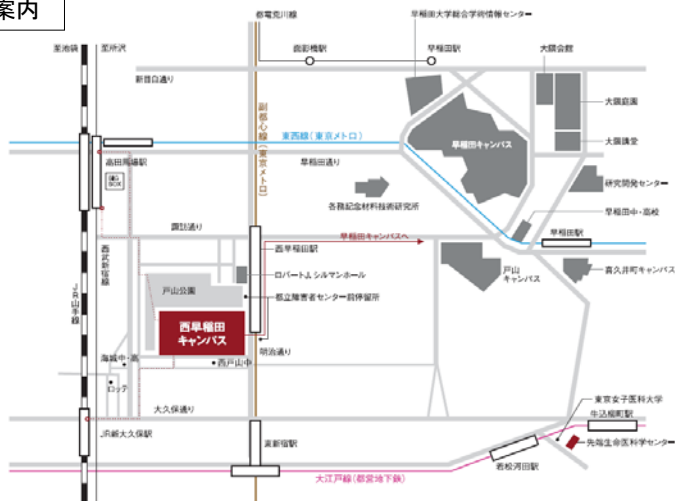 案内
至池袋
至所沢
都電荒川線
早稲田大学総合学術情報センター
面影橋駅
早稲田駅
大隈会館
新目白通り
大隈庭園
副都心線(東京メトロ)
東西線(東京メトロ)
早稲田キャンパス
大隈講堂
高田馬場駅
早稲田通り
BIG
BOX
研究開発センター
各務記念材料技術研究所
早稲田中・高校
諏訪通り
早稲田キャンパスへ
早稲田駅
西武新宿線
西早稲田駅
戸山
キャンパス
喜久井町キャンパス
ロバートJ.シルマンホール
戸山公園
都立障害者センター前停留所
JR山手線
西早稲田
キャンパス
明治通り
海城中・高
西戸山中
ロッテ
大久保通り
東京女子医科大学
牛込柳町駅
JR新大久保駅
東新宿駅
先端生命医科学センター
若松河田駅
大江戸線(都営地下鉄)